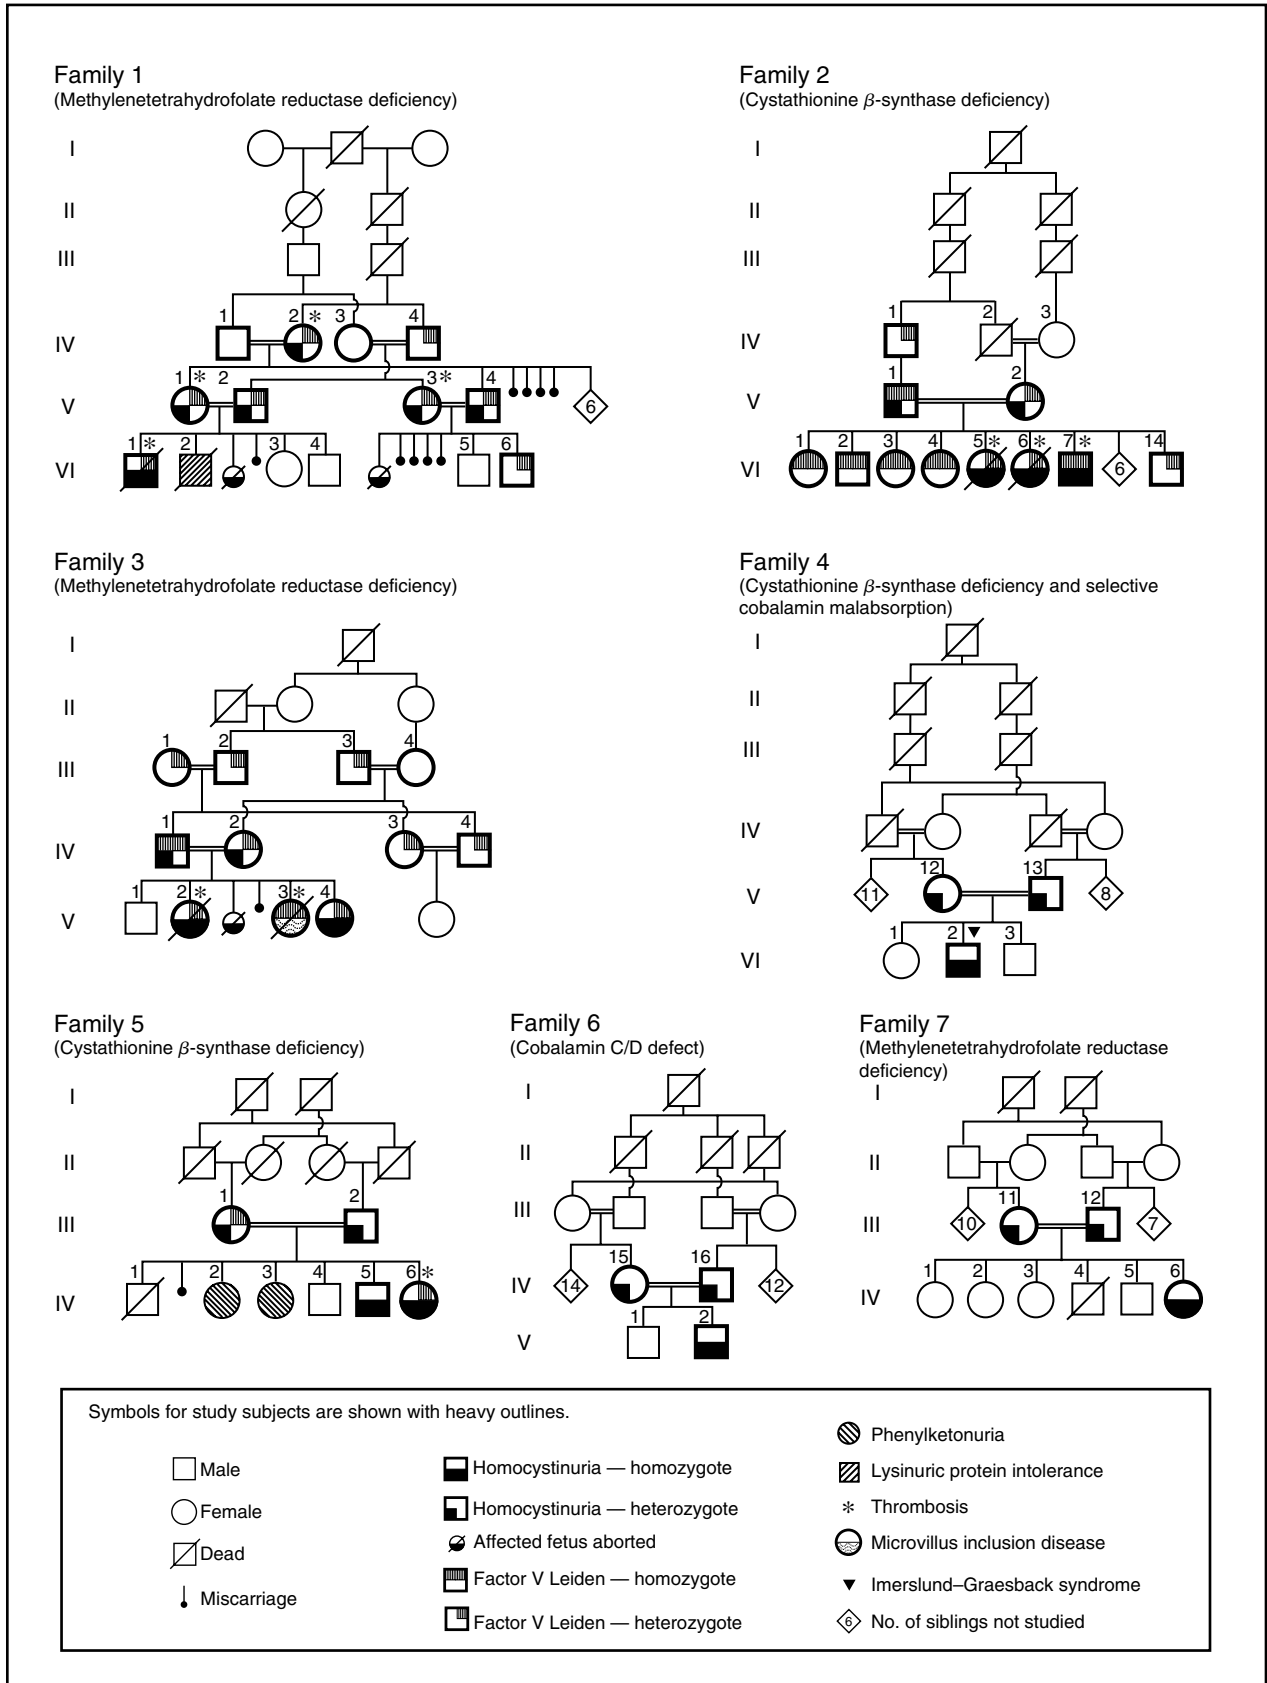 Family 1
(Methylenetetrahydrofolate reductase deficiency)
I
II
III
1 2 * 3 4
IV
1 * 2 3 * 4
V
6
1 * 2 3 4 5 6
VI
Family 2
(Cystathionine β-synthase deficiency)
I
II
III
1 2 3
IV
1 2
V
1 2 3 4 5 * 6 * 7 * 14
VI
6
Family 3
(Methylenetetrahydrofolate reductase deficiency)
I
II
1 2 3 4
III
1 2 3 4
IV
1 2 * 3 * 4
V
Family 4
(Cystathionine β-synthase deficiency and selective
cobalamin malabsorption)
I
II
III
IV
12 13
V
11 8
1 2 3
VI
Family 5
(Cystathionine β-synthase deficiency)
I
II
1 2
III
1 2 3 4 5 6 *
IV
Family 6
(Cobalamin C/D defect)
I
II
III
15 16
IV
14 12
1 2
V
Family 7
(Methylenetetrahydrofolate reductase
deficiency)
I
II
11 12
III
10 7
1 2 3 4 5 6
IV
Symbols for study subjects are shown with heavy outlines.
Male
Female
Dead
Miscarriage
Homocystinuria — homozygote
Homocystinuria — heterozygote
Affected fetus aborted
Factor V Leiden — homozygote
Factor V Leiden — heterozygote
Phenylketonuria
Lysinuric protein intolerance
* Thrombosis
Microvillus inclusion disease
Imerslund–Graesback syndrome
6 No. of siblings not studied